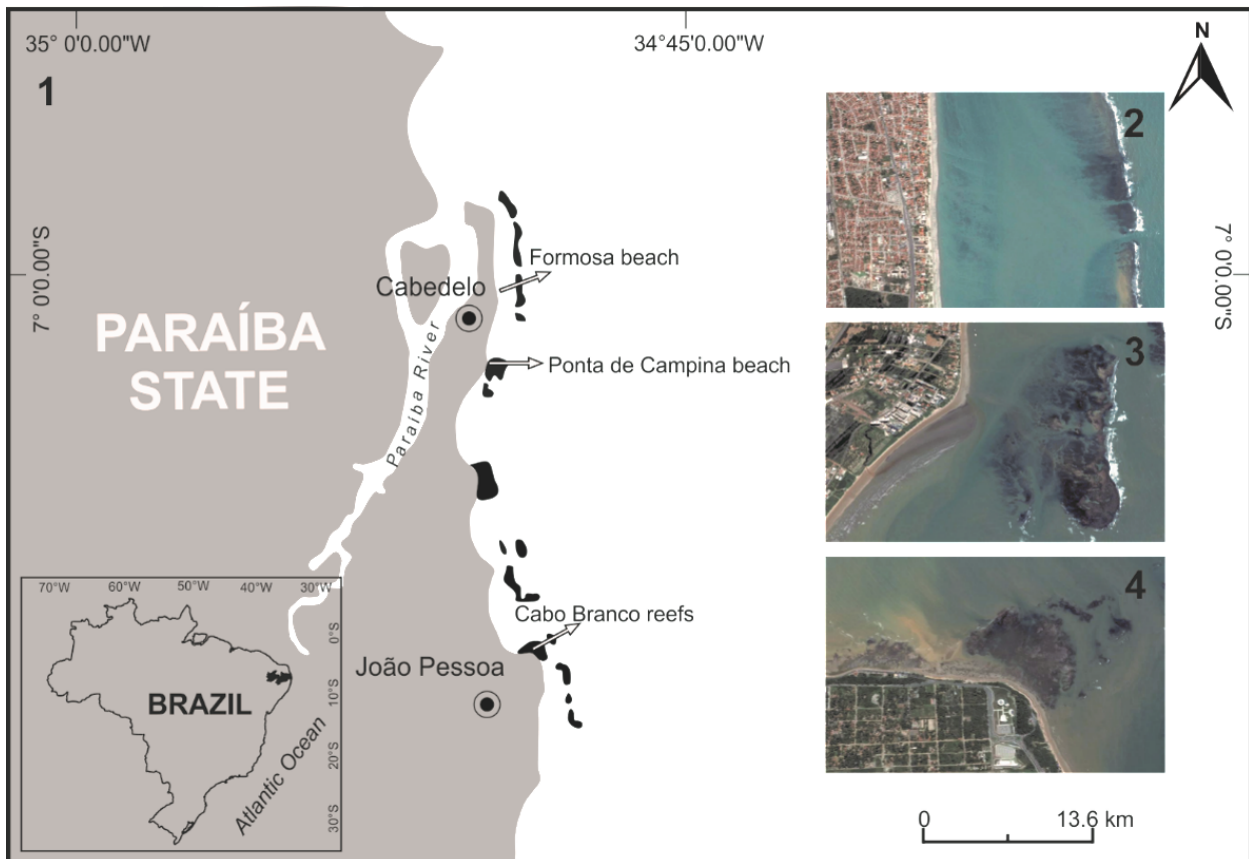 35° 0'0.00"W
34°45'0.00"W
N
1
2
7° 0'0.00"S
7° 0'0.00"S
Formosa beach
Cabedelo
PARAÍBA
STATE
Paraíba River
3
Ponta de Campina beach
4
Cabo Branco reefs
João Pessoa
70°W 60°W 50°W 40°W 30°W
0°S
10°S
20°S
30°S
BRAZIL
Atlantic Ocean
0 13.6 km